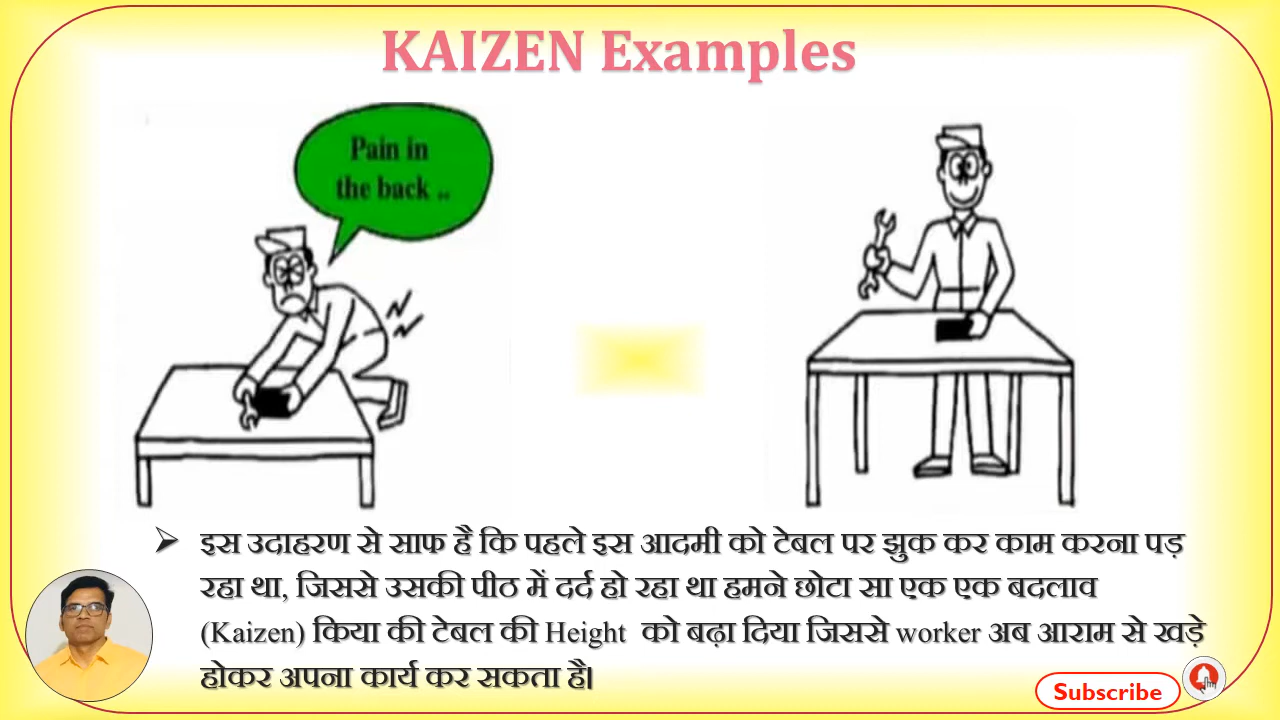 KAIZEN Examples
Pain in
the back ..
इस उदाहरण से साफ है कि पहले इस आदमी को टेबल पर झुक कर काम करना पड़
रहा था, जिससे उसकी पीठ में दर्द हो रहा था हमने छोटा सा एक एक बदलाव
(Kaizen) किया की टेबल की Height को बढ़ा दिया जिससे worker अब आराम से खड़े
होकर अपना कार्य कर सकता है।
Subscribe